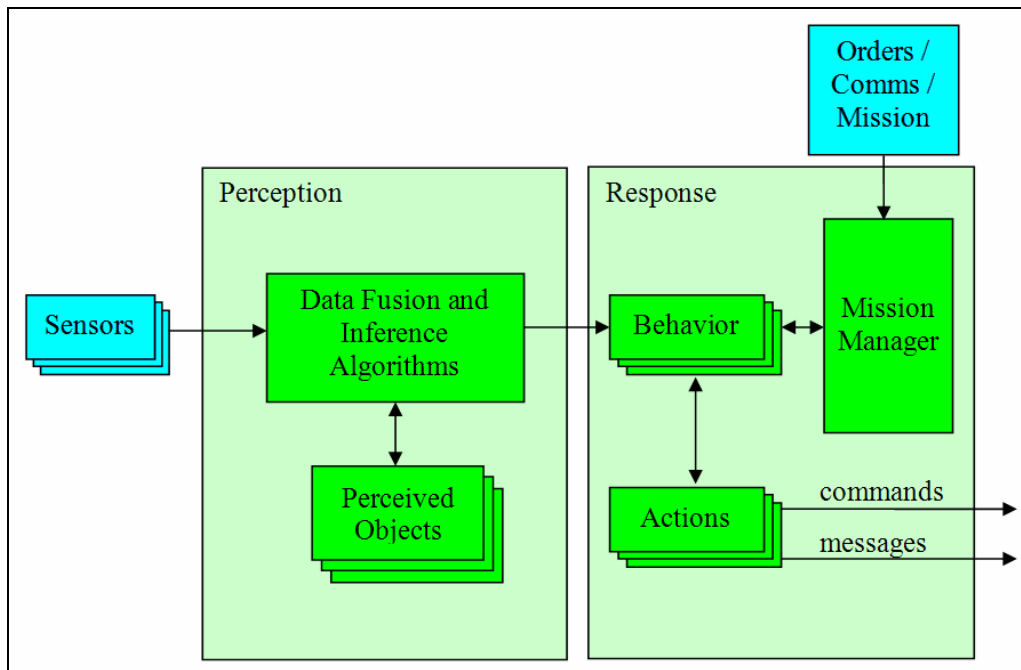 Orders /
Comms /
Mission
Perception
Response
Sensors
Data Fusion and
Inference
Algorithms
Behavior
Mission
Manager
Perceived
Objects
Actions
commands
messages